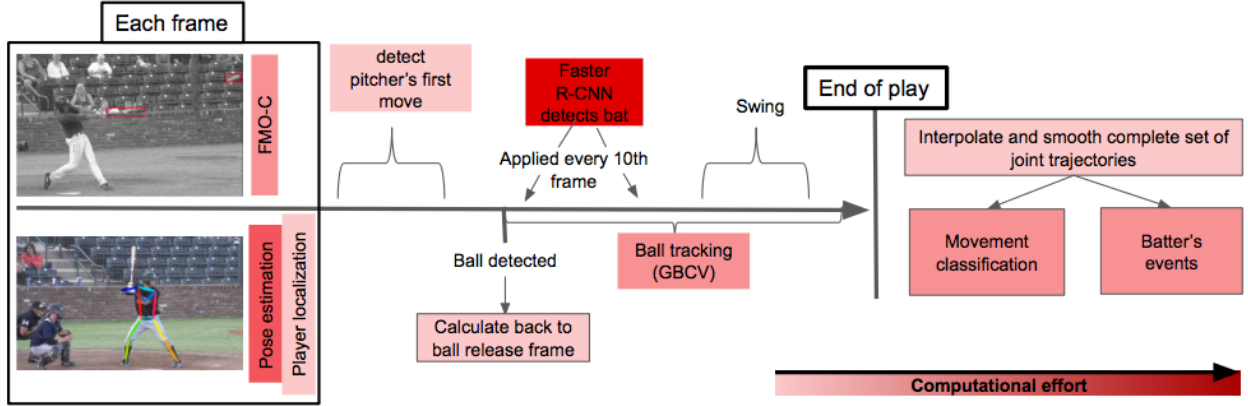 Each frame
FMO-C
Pose estimation
Player localization
detect
pitcher's first
move
Faster
R-CNN
detects bat
Applied every 10th
frame
Swing
Ball detected
Calculate back to
ball release frame
Ball tracking
(GBCV)
End of play
Interpolate and smooth complete set of
joint trajectories
Movement
classification
Batter's
events
Computational effort